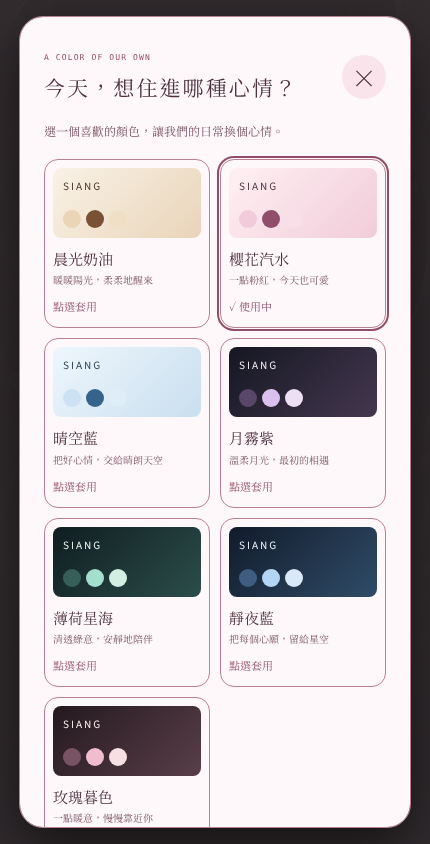 A COLOR OF OUR OWN
今天，想住進哪種心情？
選一個喜歡的顏色，讓我們的日常換個心情。
SIANG
晨光奶油
暖暖陽光，柔柔地醒來
點選套用
SIANG
櫻花汽水
一點粉紅，今天也可愛
✓ 使用中
SIANG
晴空藍
把好心情，交給晴朗天空
點選套用
SIANG
月霧紫
溫柔月光，最初的相遇
點選套用
SIANG
薄荷星海
清透綠意，安靜地陪伴
點選套用
SIANG
靜夜藍
把每個心願，留給星空
點選套用
SIANG
玫瑰暮色
一點暖意，慢慢靠近你